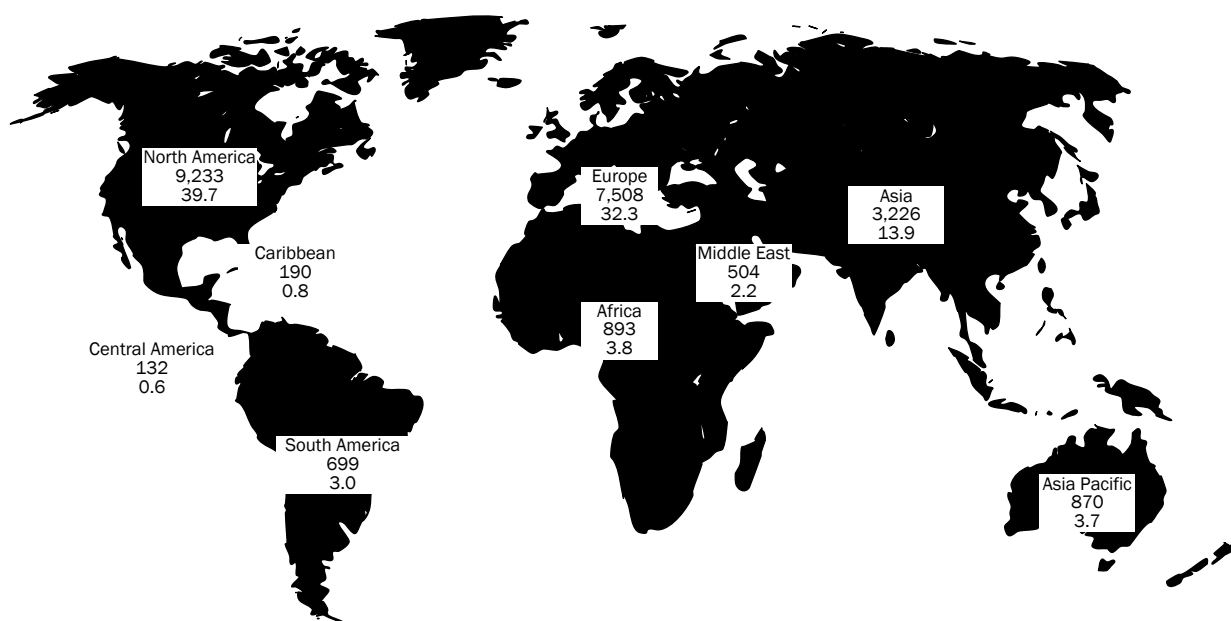 North America
9,233
39.7
Europe
7,508
32.3
Asia
3,226
13.9
Caribbean
190
0.8
Middle East
504
2.2
Africa
893
3.8
Central America
132
0.6
South America
699
3.0
Asia Pacific
870
3.7